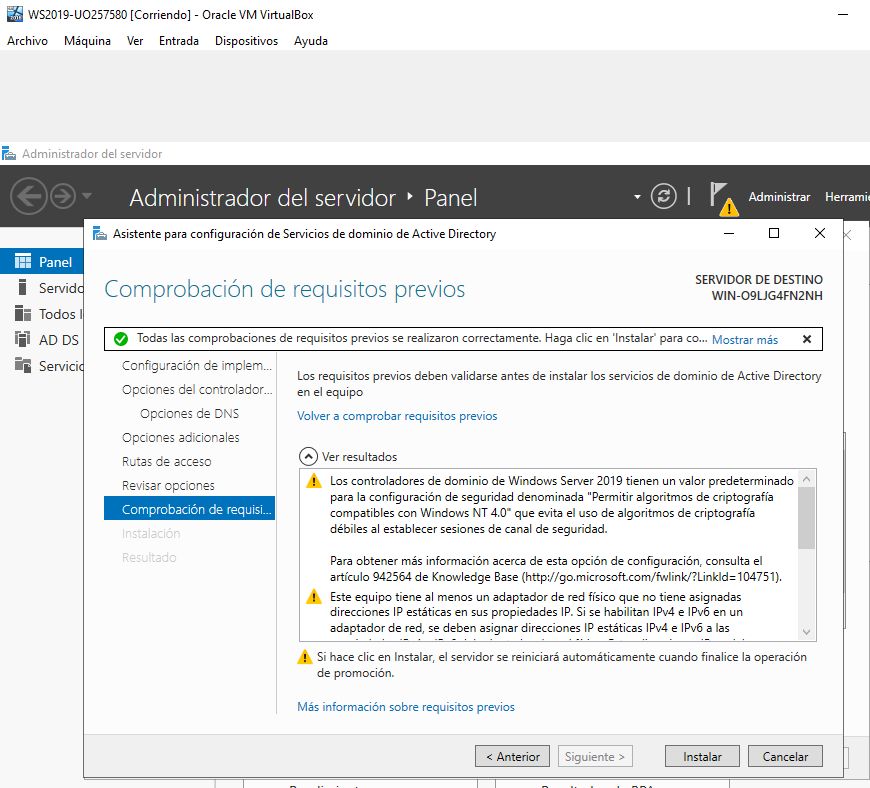 WS2019-UO257580 [Corriendo] - Oracle VM VirtualBox
Archivo Máquina Ver Entrada Dispositivos Ayuda
Administrador del servidor
Administrador del servidor Panel
Administrar
Asistente para configuración de Servicios de dominio de Active Directory
Panel
Todos
AD DS
Comprobación de requisitos previos
SERVIDOR DE DESTINO
WIN-O9LJG4FN2NH
Todas las comprobaciones de requisitos previos se realizaron correctamente. Haga clic en 'Instalar' para co... Mostrar más
Configuración de implem...
Opciones del controlador...
Opciones de DNS
Opciones adicionales
Rutas de acceso
Revisar opciones
Comprobación de requisi...
Instalación
Resultado
Los requisitos previos deben validarse antes de instalar los servicios de dominio de Active Directory
en el equipo
Volver a comprobar requisitos previos
Ver resultados
Los controladores de dominio de Windows Server 2019 tienen un valor predeterminado
para la configuración de seguridad denominada "Permitir algoritmos de criptografía
compatibles con Windows NT 4.0" que evita el uso de algoritmos de criptografía
débiles al establecer sesiones de canal de seguridad.
Para obtener más información acerca de esta opción de configuración, consulta el
artículo 942564 de Knowledge Base (http://go.microsoft.com/fwlink/?LinkId=104751).
Este equipo tiene al menos un adaptador de red físico que no tiene asignadas
direcciones IP estáticas en sus propiedades IP. Si se habilitan IPv4 e IPv6 en un
adaptador de red, se deben asignar direcciones IP estáticas IPv4 e IPv6 a las
Si hace clic en Instalar, el servidor se reiniciará automáticamente cuando finalice la operación
de promoción.
Más información sobre requisitos previos
< Anterior
Siguiente >
Instalar
Cancelar